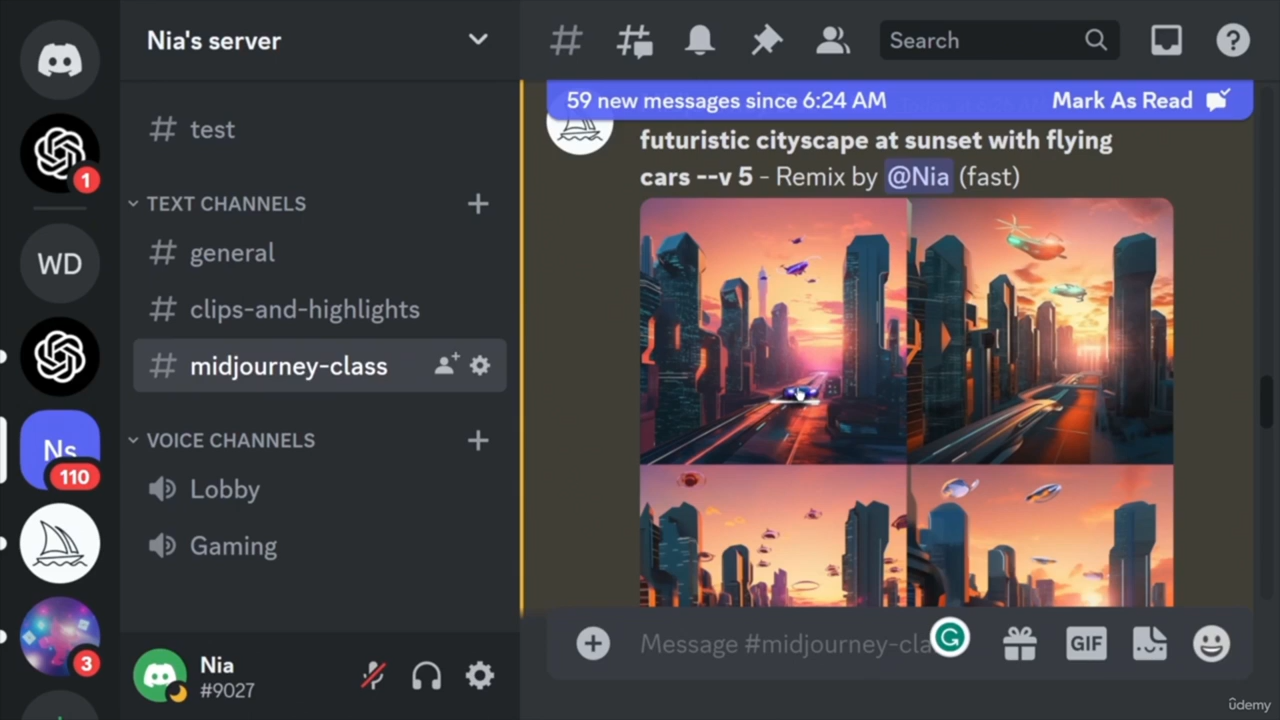 Nia's server
59 new messages since 6:24 AM
Mark As Read
Search
test
TEXT CHANNELS
general
clips-and-highlights
midjourney-class
VOICE CHANNELS
Lobby
Gaming
1
WD
Ns
110
3
Nia
#9027
futuristic cityscape at sunset with flying
cars --v 5 - Remix by @Nia (fast)
Message #midjourney-cla
GIF
ûdemy